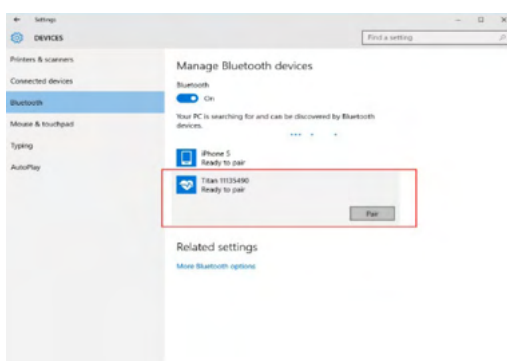 Settings
DEVICES
Find a setting
Printers & scanners
Connected devices
Bluetooth
Mouse & touchpad
Typing
AutoPlay
Manage Bluetooth devices
Bluetooth
On
Your PC is searching for and can be discovered by Bluetooth
devices.
iPhone 5
Ready to pair
Titan 11135490
Ready to pair
Pair
Related settings
More Bluetooth options